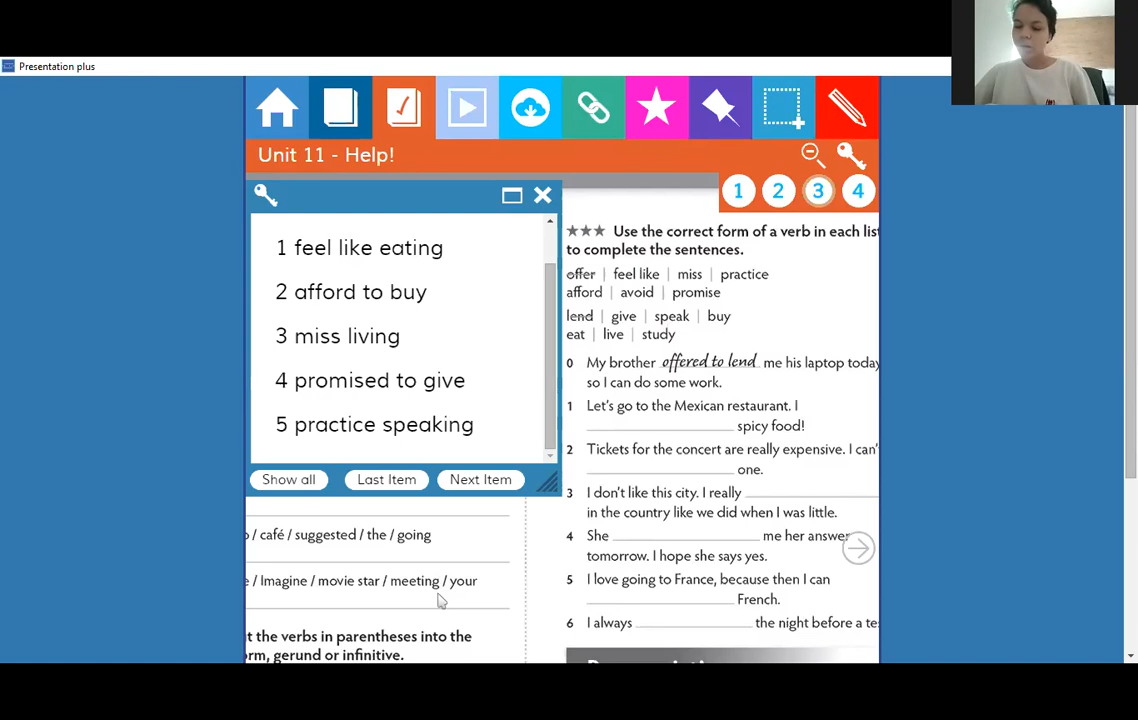 Presentation plus
Unit 11 - Help!
1 2 3 4
1 feel like eating
2 afford to buy
3 miss living
4 promised to give
5 practice speaking
Show all Last Item Next Item
/ café / suggested / the / going
/ Imagine / movie star / meeting / your
the verbs in parentheses into the
gerund or infinitive.
★★★ Use the correct form of a verb in each list
to complete the sentences.
offer | feel like | miss | practice
afford | avoid | promise
lend | give | speak | buy
eat | live | study
0 My brother offered to lend me his laptop today
so I can do some work.
1 Let's go to the Mexican restaurant. I
spicy food!
2 Tickets for the concert are really expensive. I can'
one.
3 I don't like this city. I really
in the country like we did when I was little.
4 She me her answer
tomorrow. I hope she says yes.
5 I love going to France, because then I can
French.
6 I always the night before a te